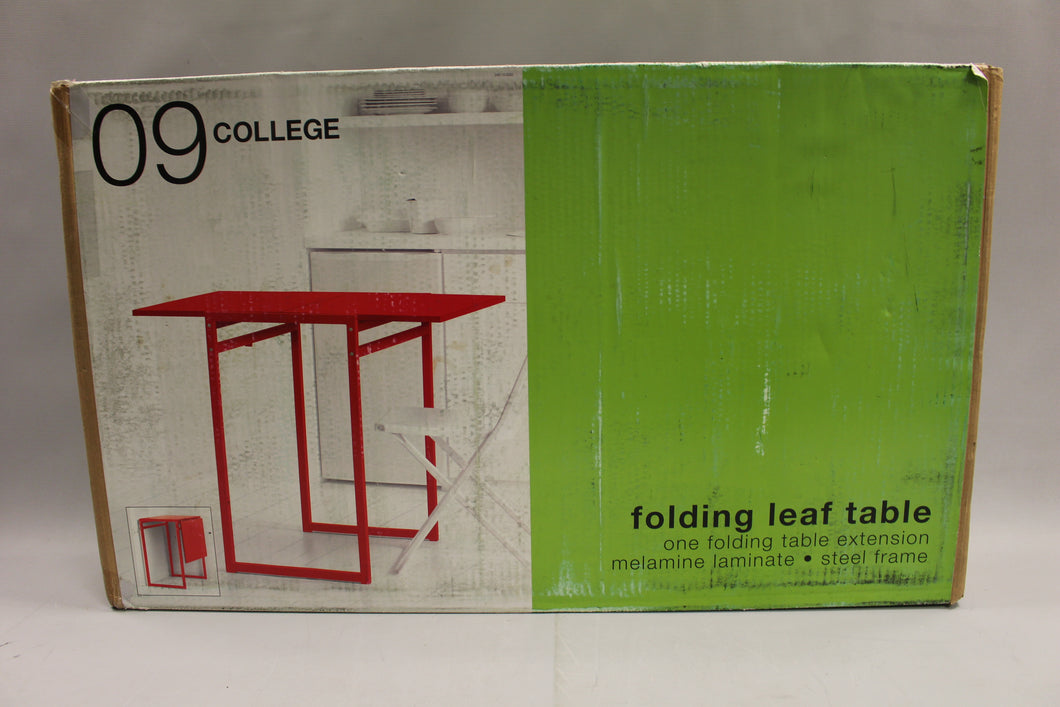 09 COLLEGE
folding leaf table
one folding table extension
melamine laminate • steel frame